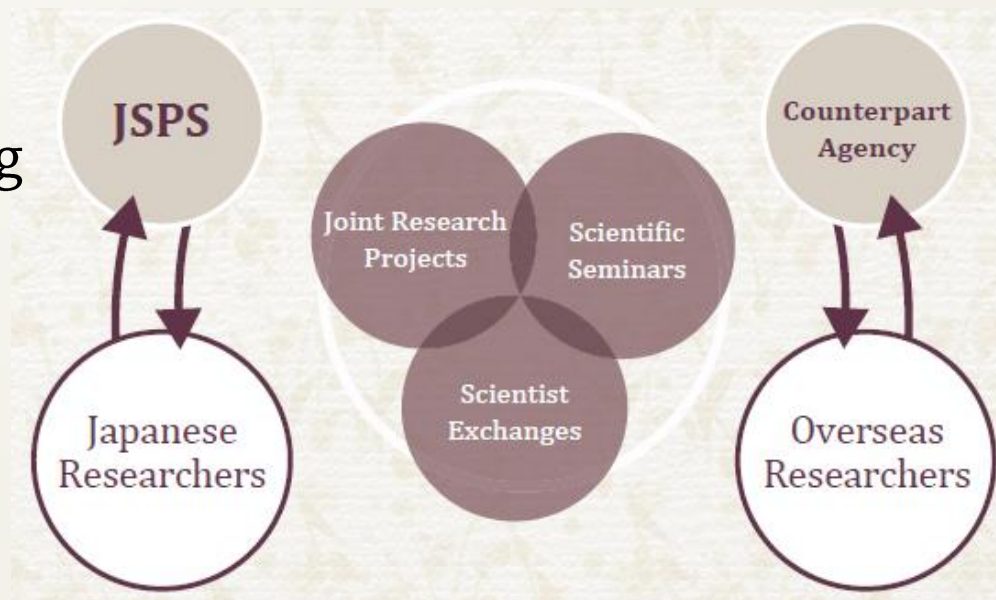 JSPS
g
Counterpart
Agency
Joint Research
Projects
Scientific
Seminars
Scientist
Exchanges
Japanese
Researchers
Overseas
Researchers